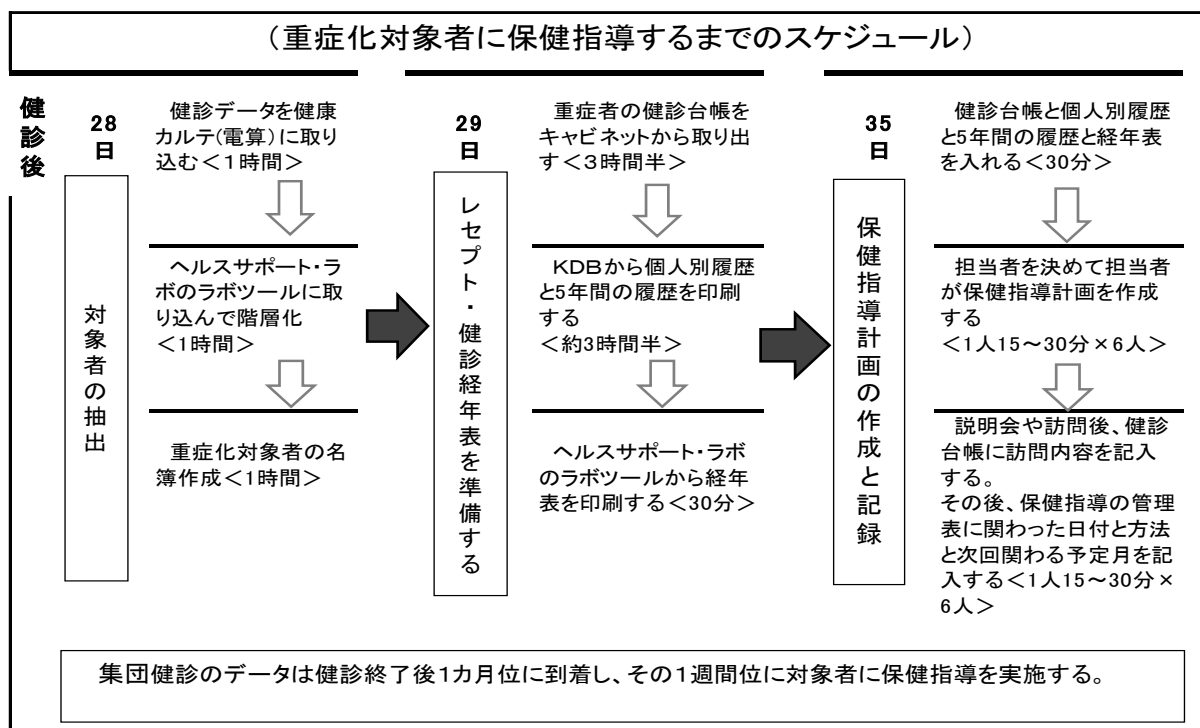 （重症化対象者に保健指導するまでのスケジュール）
健診後
28日
対象者の抽出
健診データを健康
カルテ(電算)に取り
込む＜1時間＞
ヘルスサポート・ラ
ボのラボツールに取
り込んで階層化
＜1時間＞
重症化対象者の名
簿作成＜1時間＞
29日
レセプト・健診経年表を準備する
重症者の健診台帳を
キャビネットから取り出
す＜3時間半＞
KDBから個人別履歴
と5年間の履歴を印刷
する
＜約3時間半＞
ヘルスサポート・ラボ
のラボツールから経年
表を印刷する＜30分＞
35日
保健指導計画の作成と記録
健診台帳と個人別履歴
と5年間の履歴と経年表
を入れる＜30分＞
担当者を決めて担当者
が保健指導計画を作成
する
＜1人15～30分×6人＞
説明会や訪問後、健診
台帳に訪問内容を記入
する。
その後、保健指導の管理
表に関わった日付と方法
と次回関わる予定月を記
入する＜1人15～30分×
6人＞
集団健診のデータは健診終了後1カ月位に到着し、その1週間位に対象者に保健指導を実施する。